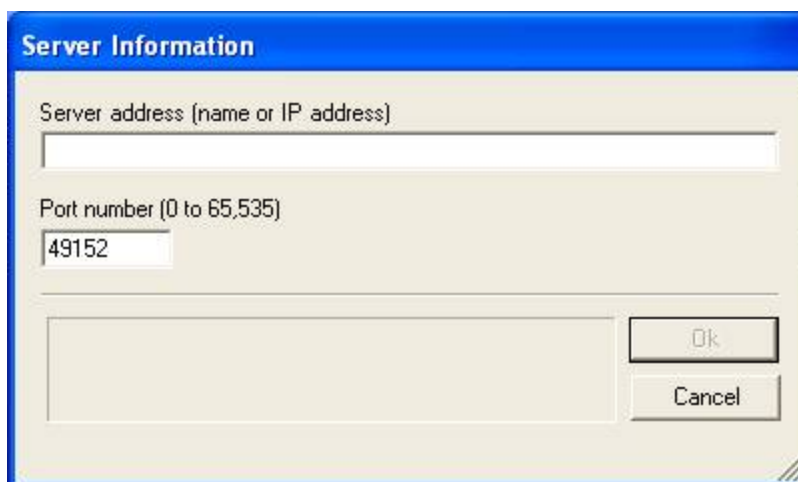 Server Information
Server address (name or IP address)
Port number (0 to 65,535)
49152
Ok
Cancel